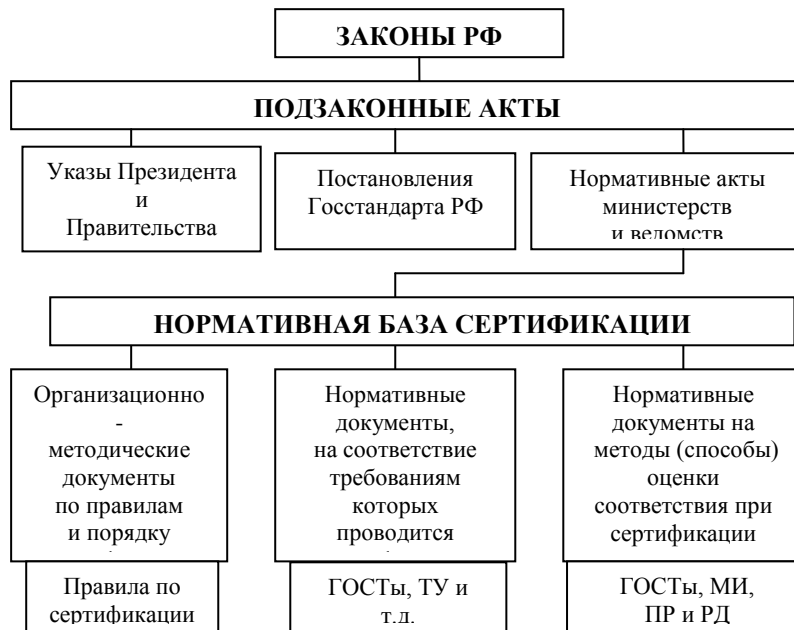 ЗАКОНЫ РФ
ПОДЗАКОННЫЕ АКТЫ
Указы Президента
и
Правительства
Постановления
Госстандарта РФ
Нормативные акты
министерств
и ведомств
НОРМАТИВНАЯ БАЗА СЕРТИФИКАЦИИ
Организационно
-
методические
документы
по правилам
и порядку
Нормативные
документы,
на соответствие
требованиям
которых
проводится
Нормативные
документы на
методы (способы)
оценки
соответствия при
сертификации
Правила по
сертификации
ГОСТы, ТУ и
т.д.
ГОСТы, МИ,
ПР и РД